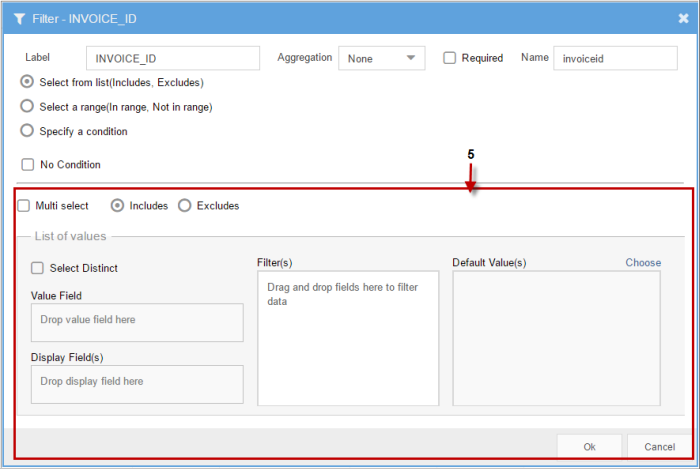 Filter - INVOICE_ID
Label INVOICE_ID Aggregation None Required Name invoiceid
Select from list(Includes, Excludes)
Select a range(In range, Not in range)
Specify a condition
No Condition
5
Multi select Includes Excludes
List of values
Select Distinct
Value Field
Drop value field here
Display Field(s)
Drop display field here
Filter(s)
Drag and drop fields here to filter
data
Default Value(s) Choose
Ok Cancel